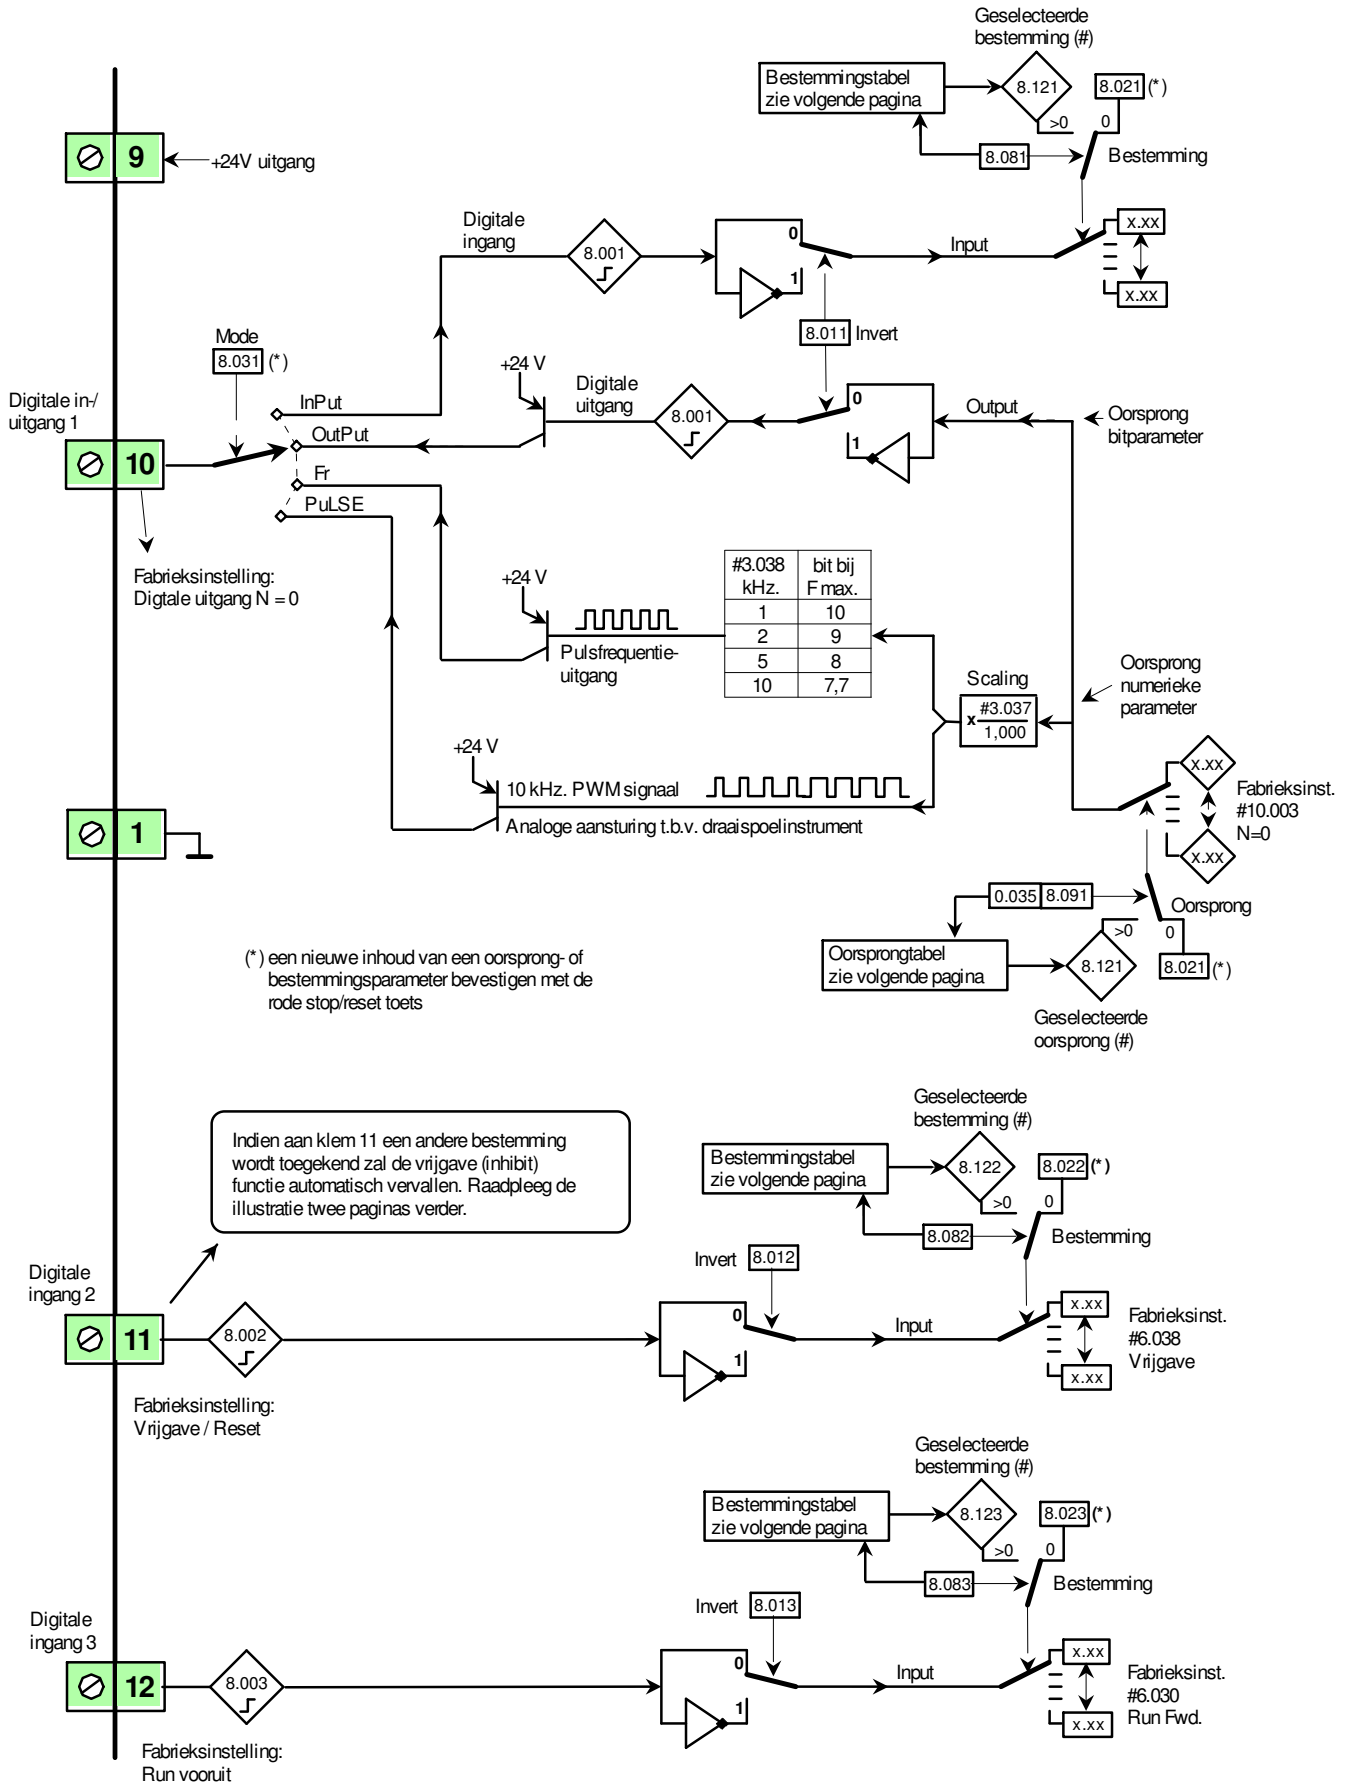 Geselecteerde
bestemming (#)
Bestemmingstabel
zie volgende pagina
8.121
8.021 (*)
>0
0
8.081
Bestemming
9
+24V uitgang
Digitale
ingang
8.001
0
1
Input
x.xx
x.xx
8.011 Invert
Mode
8.031 (*)
+24 V
Digitale
uitgang
8.001
0
1
Output
Oorsprong
bitparameter
Digitale in-/
uitgang 1
10
InPut
OutPut
Fr
PuLSE
Fabrieksinstelling:
Digtale uitgang N = 0
+24 V
Pulsfrequentie-
uitgang
#3.038 bit bij
kHz. Fmax.
1 10
2 9
5 8
10 7,7
Scaling
x #3.037
1,000
Oorsprong
numerieke
parameter
+24 V
10 kHz. PWM signaal
Analoge aansturing t.b.v. draaispoelinstrument
1
x.xx
x.xx
Fabrieksinst.
#10.003
N=0
0.035 8.091
Oorsprong
>0
0
Oorsprongtabel
zie volgende pagina
8.121
8.021 (*)
Geselecteerde
oorsprong (#)
(*) een nieuwe inhoud van een oorsprong- of
bestemmingsparameter bevestigen met de
rode stop/reset toets
Indien aan klem 11 een andere bestemming
wordt toegekend zal de vrijgave (inhibit)
functie automatisch vervallen. Raadpleeg de
illustratie twee paginas verder.
Geselecteerde
bestemming (#)
Bestemmingstabel
zie volgende pagina
8.122
8.022 (*)
>0
0
8.082
Bestemming
Invert 8.012
Digitale
ingang 2
11
8.002
0
1
Input
x.xx
x.xx
Fabrieksinst.
#6.038
Vrijgave
Fabrieksinstelling:
Vrijgave / Reset
Geselecteerde
bestemming (#)
Bestemmingstabel
zie volgende pagina
8.123
8.023 (*)
>0
0
8.083
Bestemming
Invert 8.013
Digitale
ingang 3
12
8.003
0
1
Input
x.xx
x.xx
Fabrieksinst.
#6.030
Run Fwd.
Fabrieksinstelling:
Run vooruit